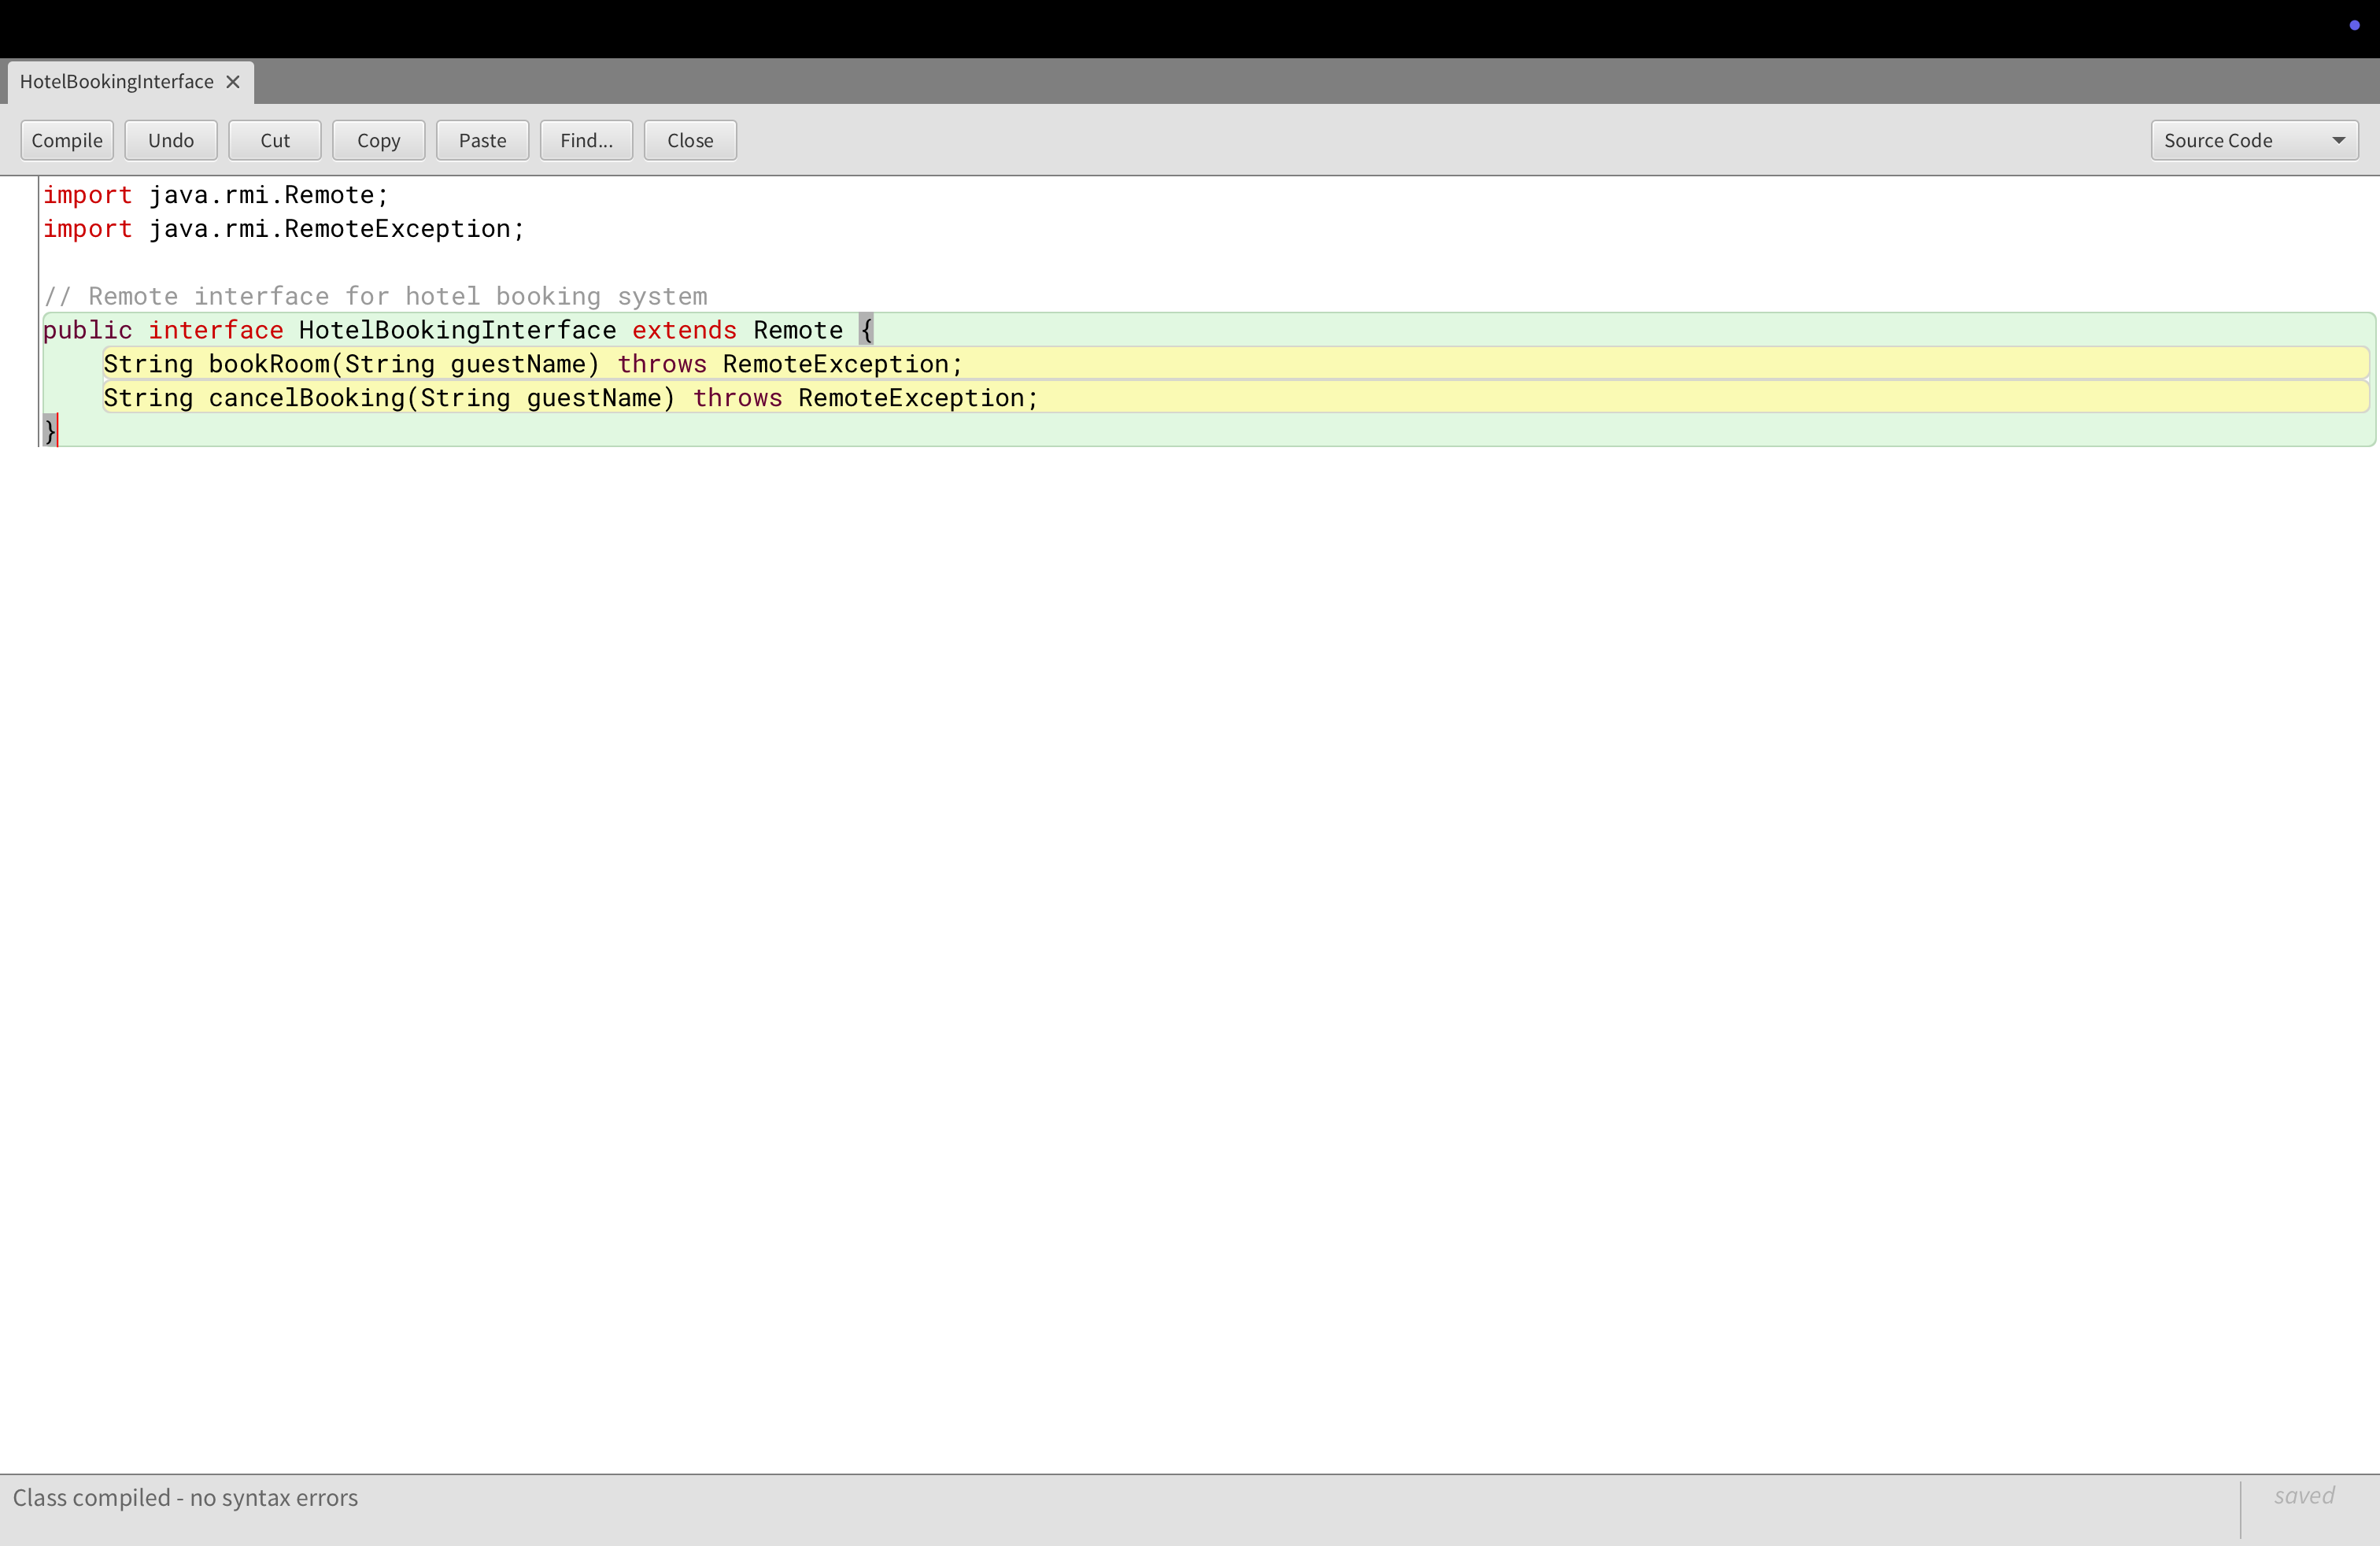 HotelBookingInterface
Compile Undo Cut Copy Paste Find... Close Source Code
import java.rmi.Remote;
import java.rmi.RemoteException;
// Remote interface for hotel booking system
public interface HotelBookingInterface extends Remote {
    String bookRoom(String guestName) throws RemoteException;
    String cancelBooking(String guestName) throws RemoteException;
}
Class compiled - no syntax errors saved